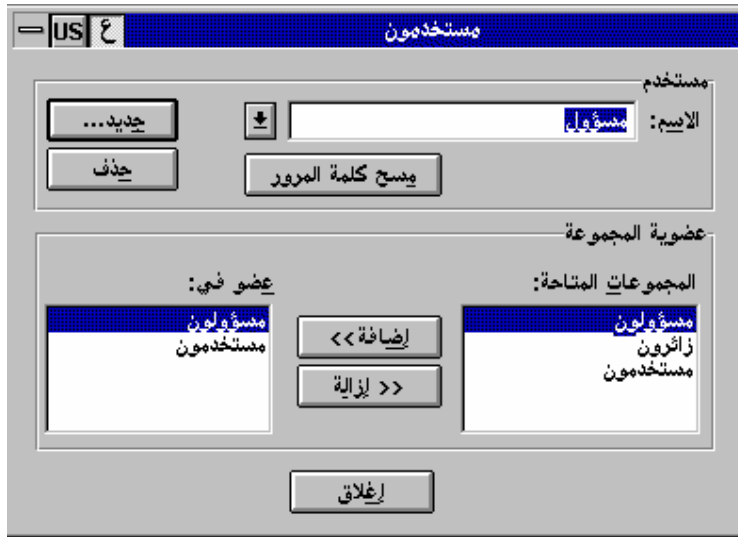 مستخدمون
ع
US
مستخدم
الاسم: مسؤول
جديد...
مسح كلمة المرور
حذف
عضوية المجموعة
المجموعات المتاحة:
مسؤولون
زائرون
مستخدمون
إضافة>>
<< إزالة
عضو في:
مسؤولون
مستخدمون
إغلاق